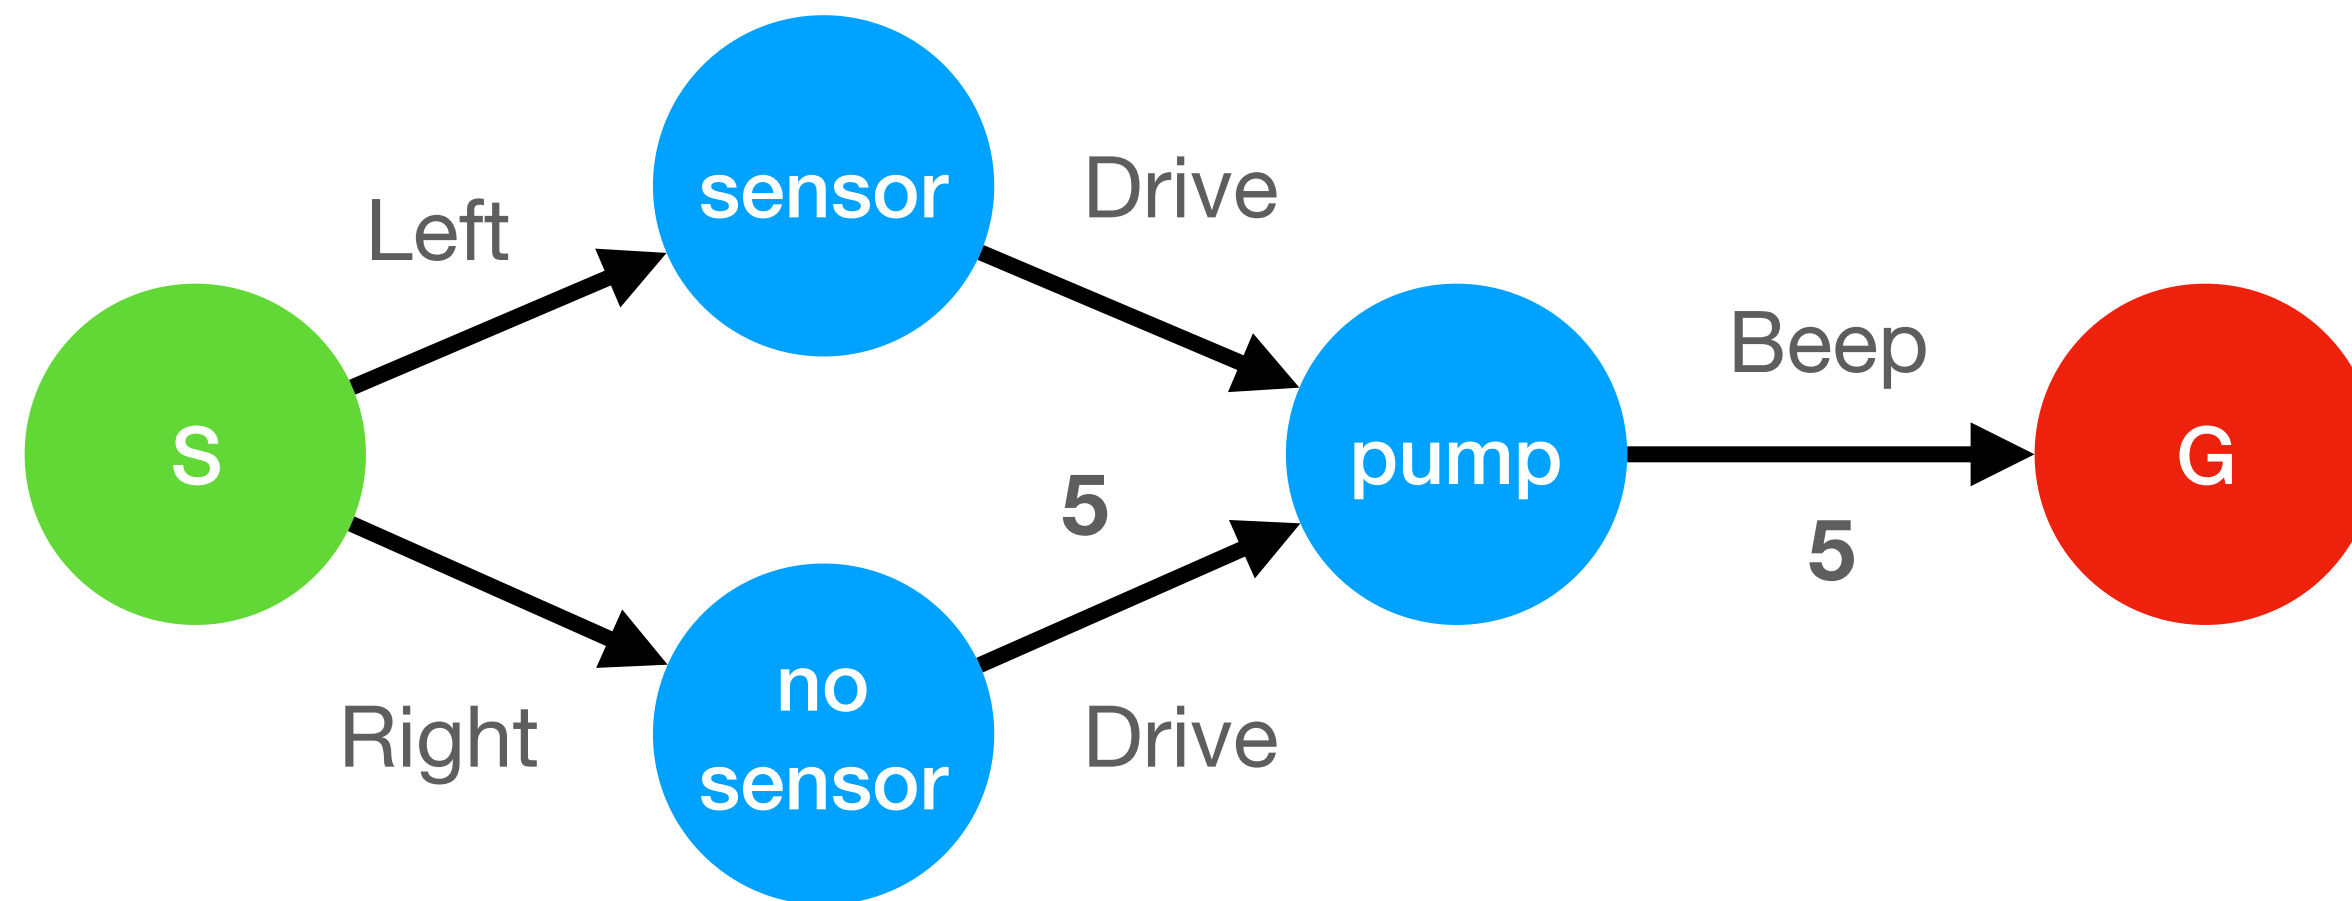 Left
sensor
Drive
S
5
pump
Beep
5
G
Right
no
sensor
Drive